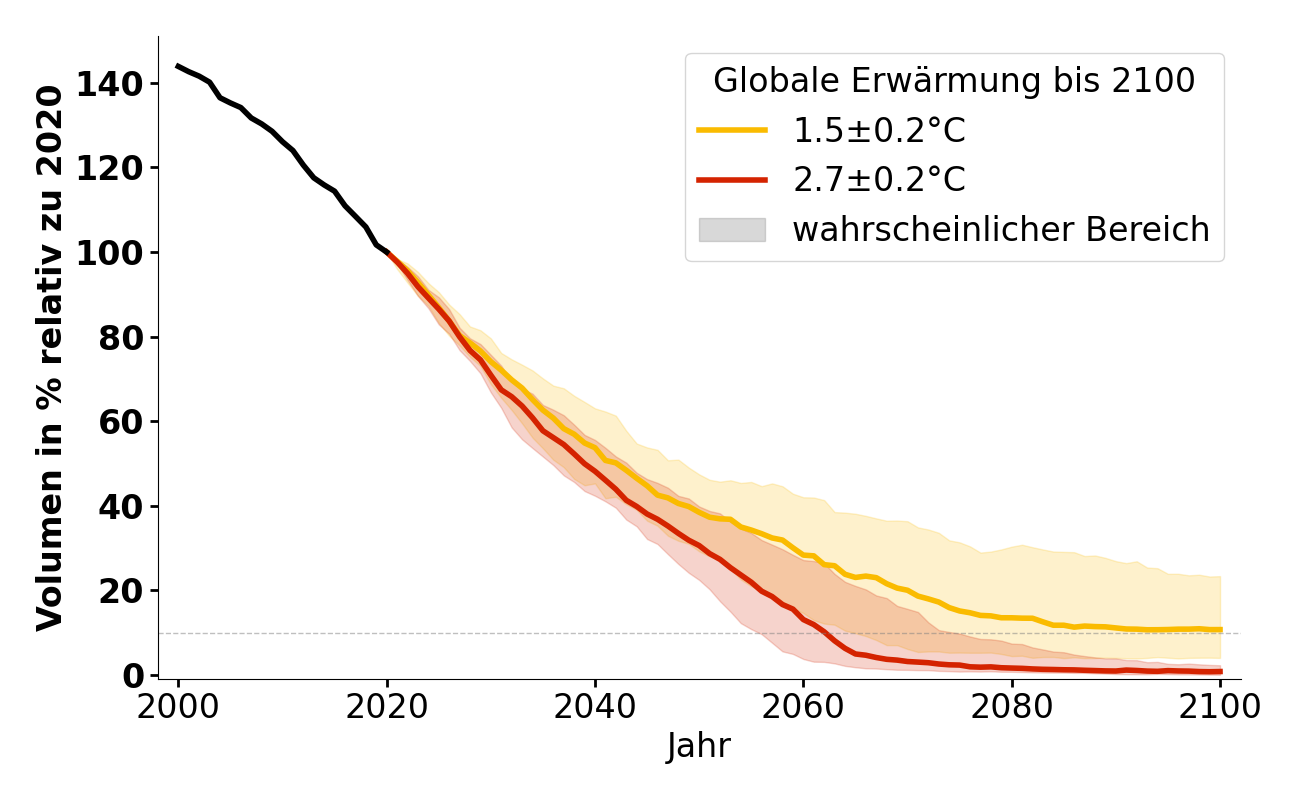 Globale Erwärmung bis 2100
1.5±0.2°C
2.7±0.2°C
wahrscheinlicher Bereich
Volumen in % relativ zu 2020
140
120
100
80
60
40
20
0
2000 2020 2040 2060 2080 2100
Jahr